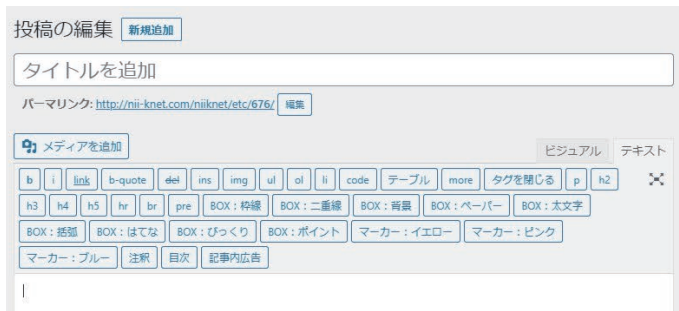 投稿の編集 新規追加
タイトルを追加
パーマリンク: http://nii-knet.com/niiknet/etc/676/ 編集
メディアを追加 ビジュアル テキスト
b i link b-quote del ins img ul ol li code テーブル more タグを閉じる p h2
h3 h4 h5 hr br pre BOX：枠線 BOX：二重線 BOX：背景 BOX：ペーパー BOX：太文字
BOX：括弧 BOX：はてな BOX：びっくり BOX：ポイント マーカー：イエロー マーカー：ピンク
マーカー：ブルー 注釈 目次 記事内広告